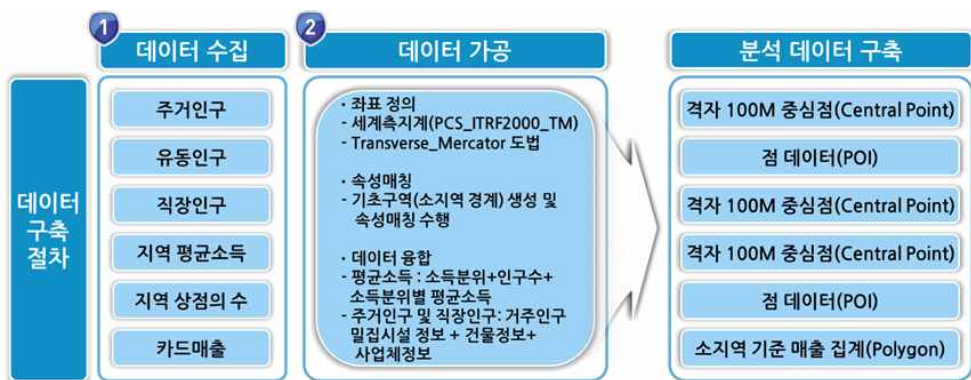 1
데이터 수집
2
데이터 가공
분석 데이터 구축
데이터
구축
절차
주거인구
유동인구
직장인구
지역 평균소득
지역 상점의 수
카드매출
· 좌표 정의
- 세계측지계(PCS_ITRF2000_TM)
- Transverse_Mercator 도법
· 속성매칭
- 기초구역(소지역 경계) 생성 및
속성매칭 수행
· 데이터 융합
- 평균소득 : 소득분위+인구수+
소득분위별 평균소득
- 주거인구 및 직장인구: 거주인구
밀집시설 정보 + 건물정보+
사업체정보
격자 100M 중심점(Central Point)
점 데이터(POI)
격자 100M 중심점(Central Point)
격자 100M 중심점(Central Point)
점 데이터(POI)
소지역 기준 매출 집계(Polygon)